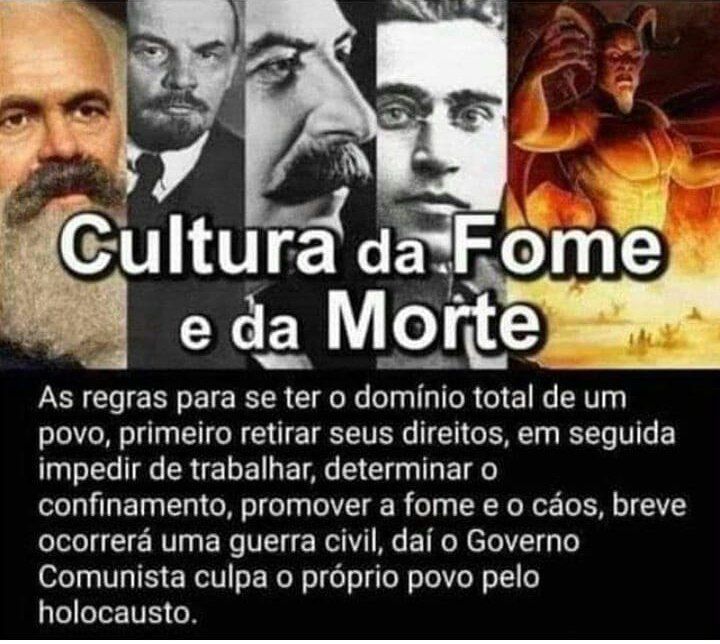 Cultura da Fome
e da Morte
As regras para se ter o domínio total de um
povo, primeiro retirar seus direitos, em seguida
impedir de trabalhar, determinar o
confinamento, promover a fome e o cáos, breve
ocorrerá uma guerra civil, daí o Governo
Comunista culpa o próprio povo pelo
holocausto.